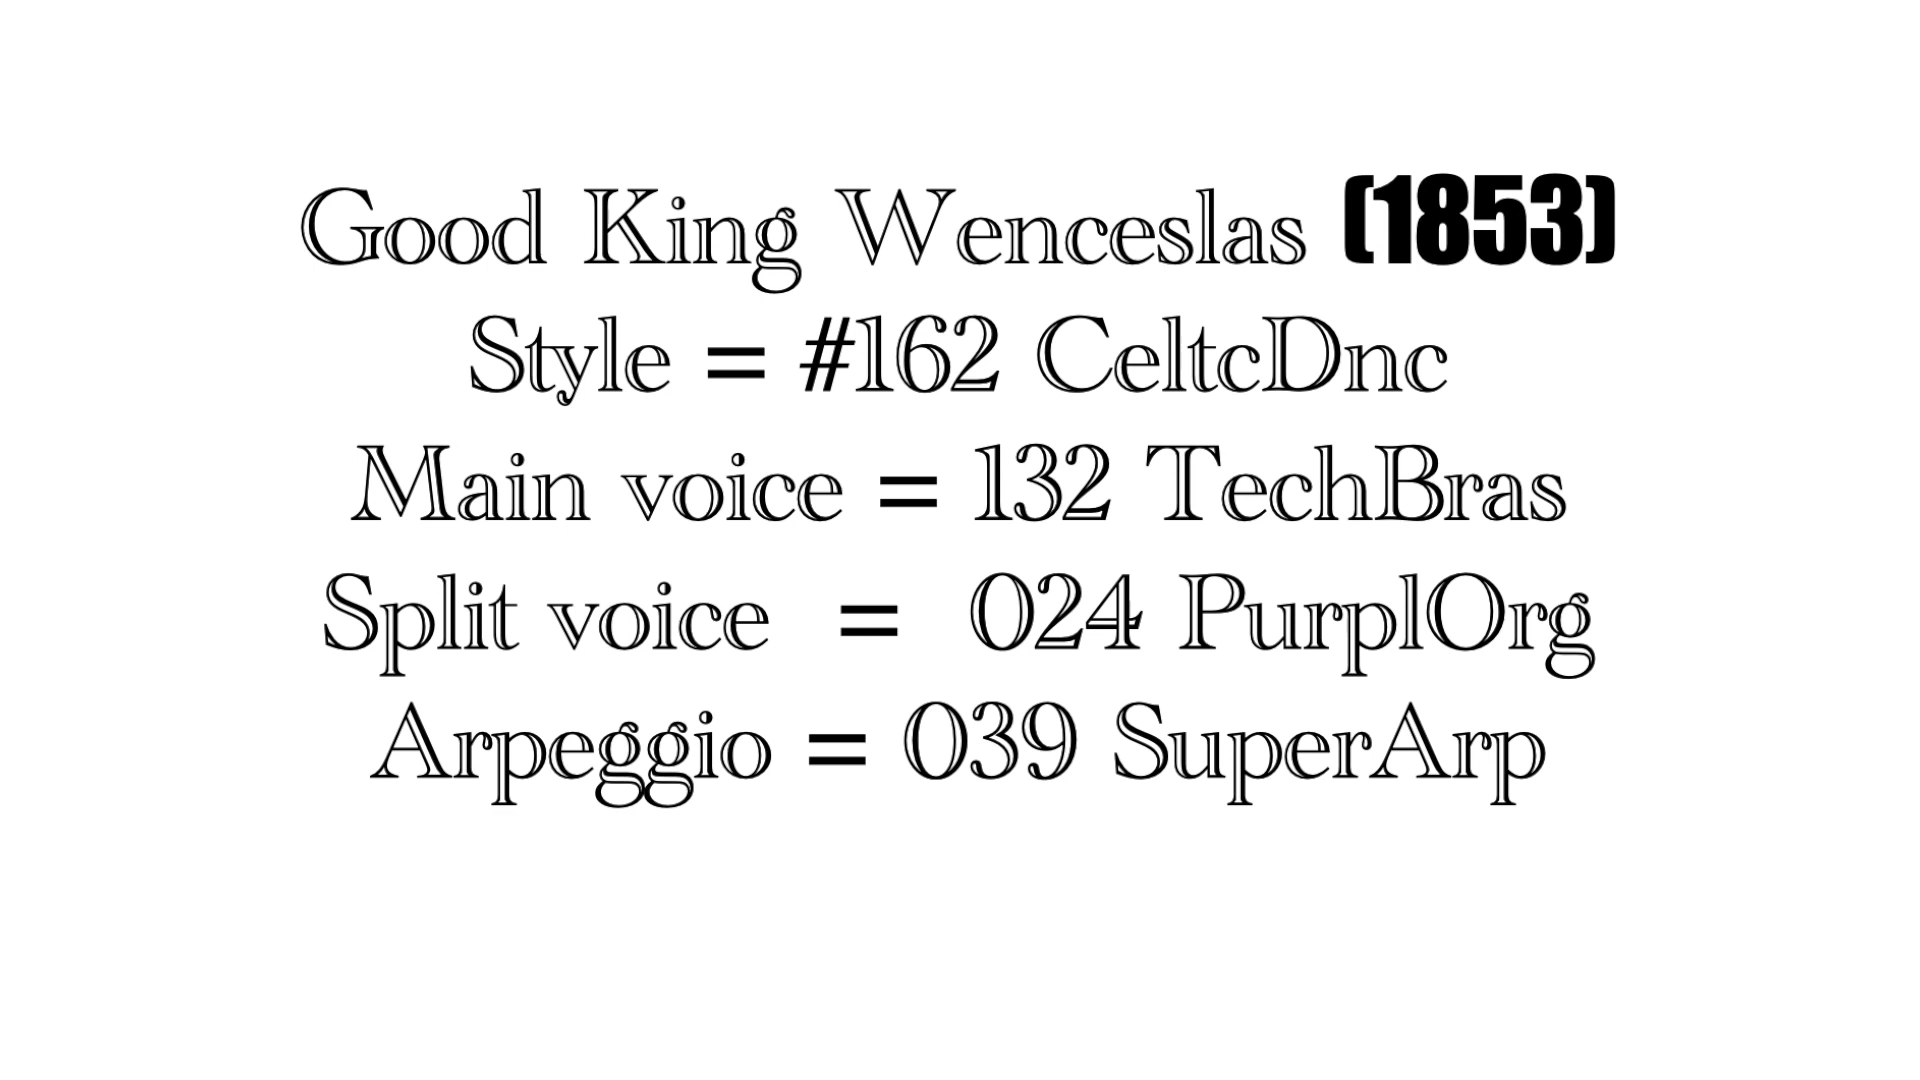 Good King Wenceslas (1853)
Style = #162 CeltcDnc
Main voice = 132 TechBras
Split voice = 024 PurplOrg
Arpeggio = 039 SuperArp